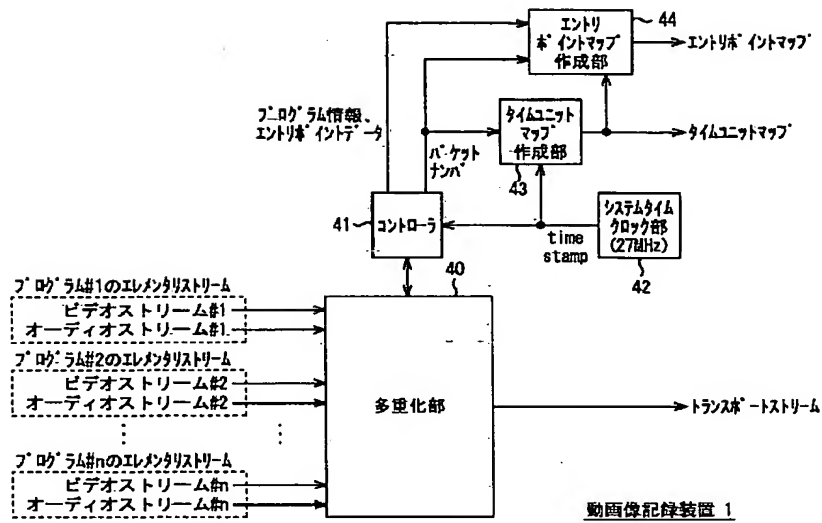 エントリ
ポイントマップ
作成部
44
エントリポイントマップ
プログラム情報、
エントリポイントデータ
パケット
ナンバ
タイムユニット
マップ
作成部
43
タイムユニットマップ
41
コントローラ
time
stamp
システムタイム
クロック部
(27MHz)
42
40
プログラム#1のエレメンタリストリーム
ビデオストリーム#1
オーディオストリーム#1
プログラム#2のエレメンタリストリーム
ビデオストリーム#2
オーディオストリーム#2
多重化部
トランスポートストリーム
プログラム#nのエレメンタリストリーム
ビデオストリーム#n
オーディオストリーム#n
動画像記録装置 1